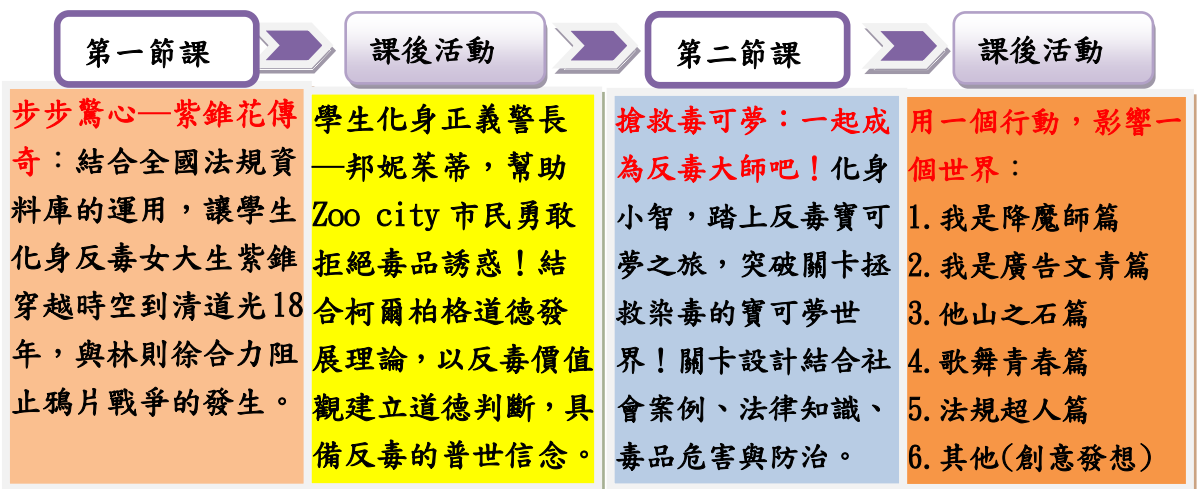 第一節課
課後活動
第二節課
課後活動
步步驚心—紫錐花傳
奇：結合全國法規資
料庫的運用，讓學生
化身反毒女大生紫錐
穿越時空到清道光18
年，與林則徐合力阻
止鴉片戰爭的發生。
學生化身正義警長
—邦妮茱蒂，幫助
Zoo city 市民勇敢
拒絕毒品誘惑！結
合柯爾柏格道德發
展理論，以反毒價值
觀建立道德判斷，具
備反毒的普世信念。
搶救毒可夢：一起成
為反毒大師吧！化身
小智，踏上反毒寶可
夢之旅，突破關卡拯
救染毒的寶可夢世
界！關卡設計結合社
會案例、法律知識、
毒品危害與防治。
用一個行動，影響一
個世界：
1.我是降魔師篇
2.我是廣告文青篇
3.他山之石篇
4.歌舞青春篇
5.法規超人篇
6.其他(創意發想)